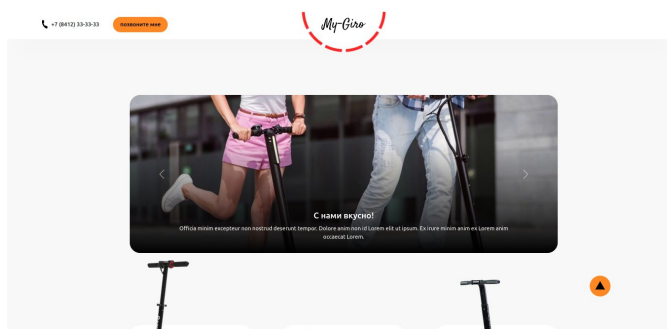 +7 (8412) 33-33-33
позвоните мне
My-Giro
С нами вкусно!
Officia minim excepteur non nostrud deserunt tempor. Dolore anim non id Lorem elit ut ipsum. Ex irure minim anim ex Lorem anim
occaecat Lorem.